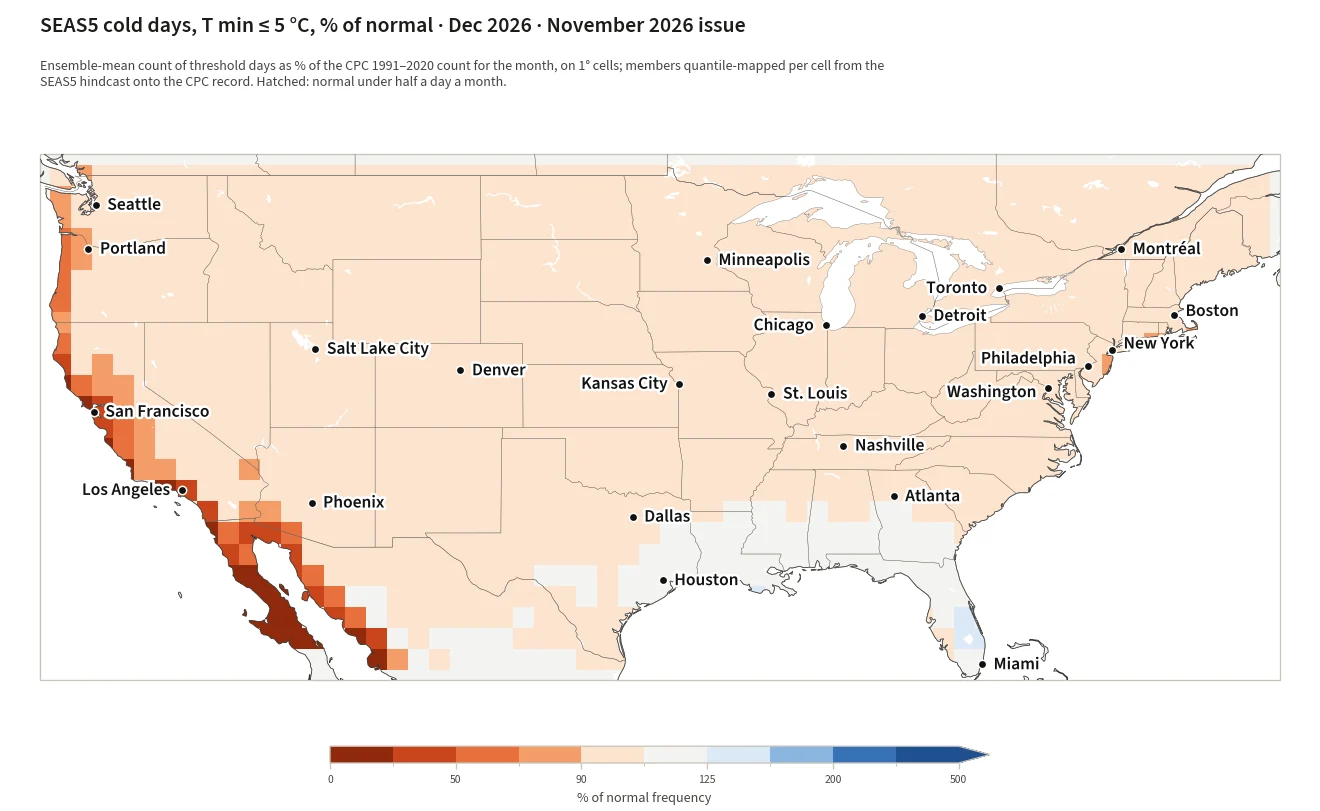 SEAS5 cold days, T min ≤ 5 °C, % of normal · Dec 2026 · November 2026 issue
Ensemble-mean count of threshold days as % of the CPC 1991–2020 count for the month, on 1° cells; members quantile-mapped per cell from the
SEAS5 hindcast onto the CPC record. Hatched: normal under half a day a month.
Seattle
Portland
Minneapolis
Montréal
Toronto
Boston
Detroit
Chicago
New York
Salt Lake City
Philadelphia
Denver
Kansas City
St. Louis
Washington
San Francisco
Nashville
Los Angeles
Phoenix
Atlanta
Dallas
Houston
Miami
0 50 90 125 200 500
% of normal frequency